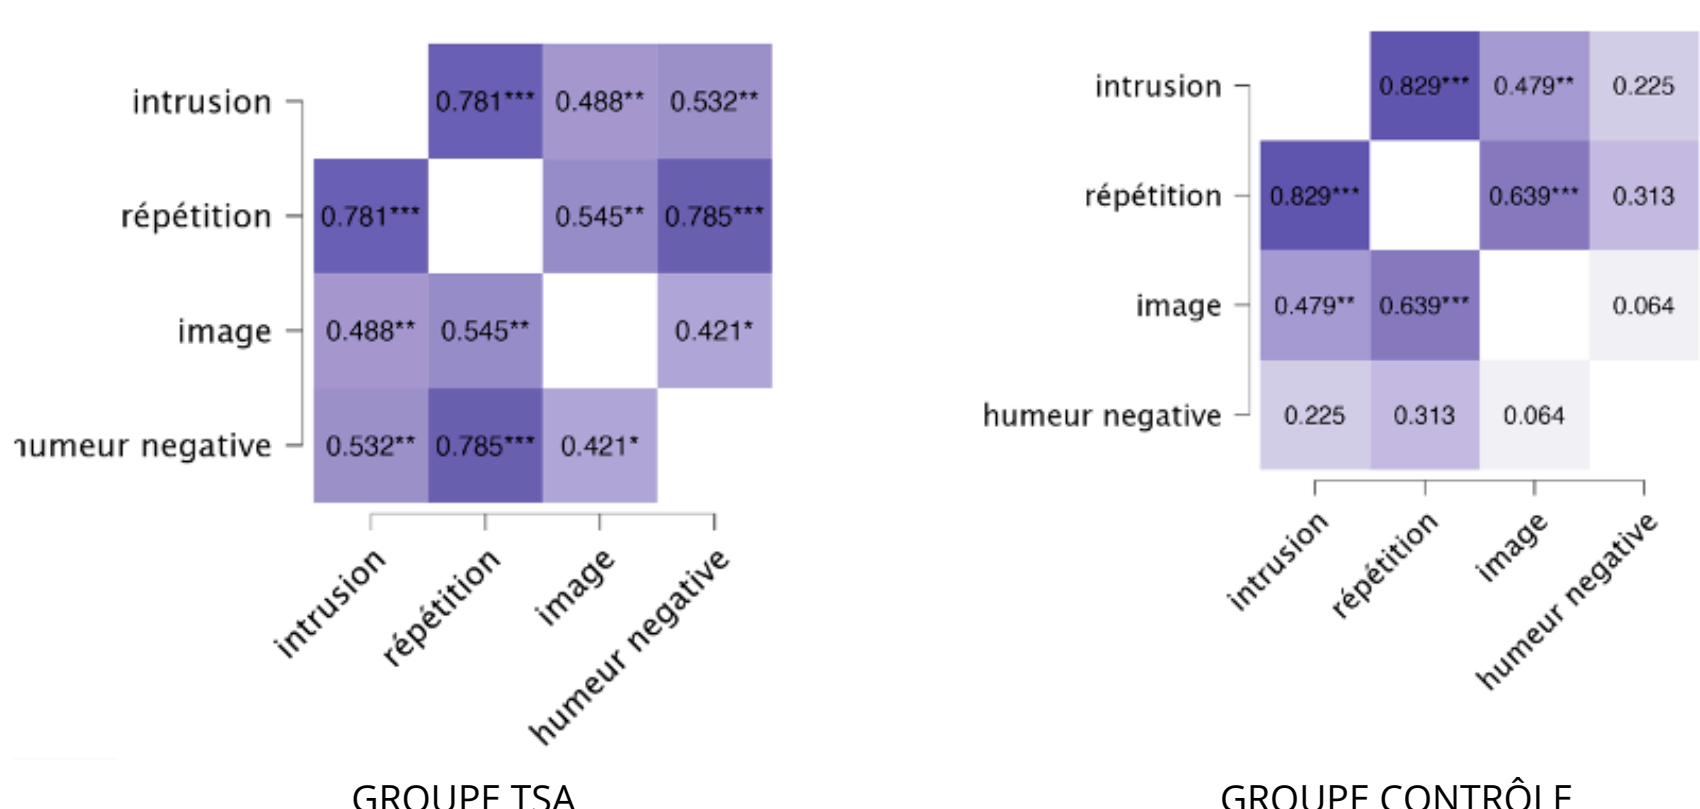 intrusion 0.781*** 0.488** 0.532**
répétition 0.781*** 0.545** 0.785***
image 0.488** 0.545** 0.421*
humeur negative 0.532** 0.785*** 0.421*
intrusion répétition image humeur negative
GROUPE TSA
intrusion 0.829*** 0.479** 0.225
répétition 0.829*** 0.639*** 0.313
image 0.479** 0.639*** 0.064
humeur negative 0.225 0.313 0.064
intrusion répétition image humeur negative
GROUPE CONTRÔLE